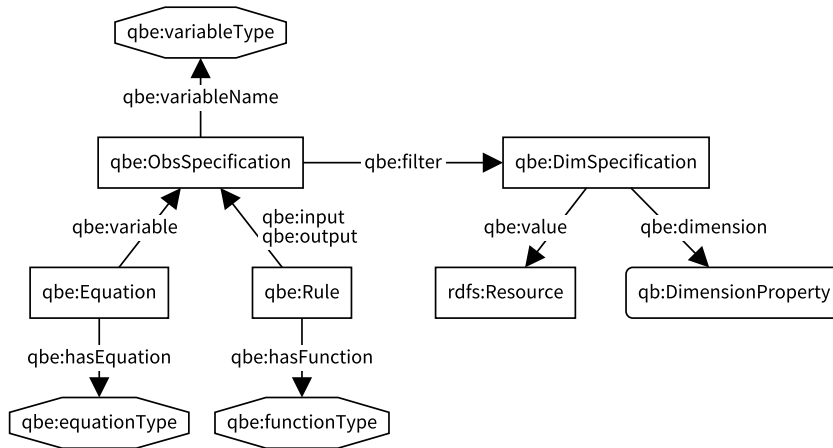 qbe:variableType
qbe:variableName
qbe:ObsSpecification
qbe:filter
qbe:DimSpecification
qbe:variable
qbe:input
qbe:output
qbe:value
qbe:dimension
qbe:Equation
qbe:Rule
rdfs:Resource
qb:DimensionProperty
qbe:hasEquation
qbe:hasFunction
qbe:equationType
qbe:functionType